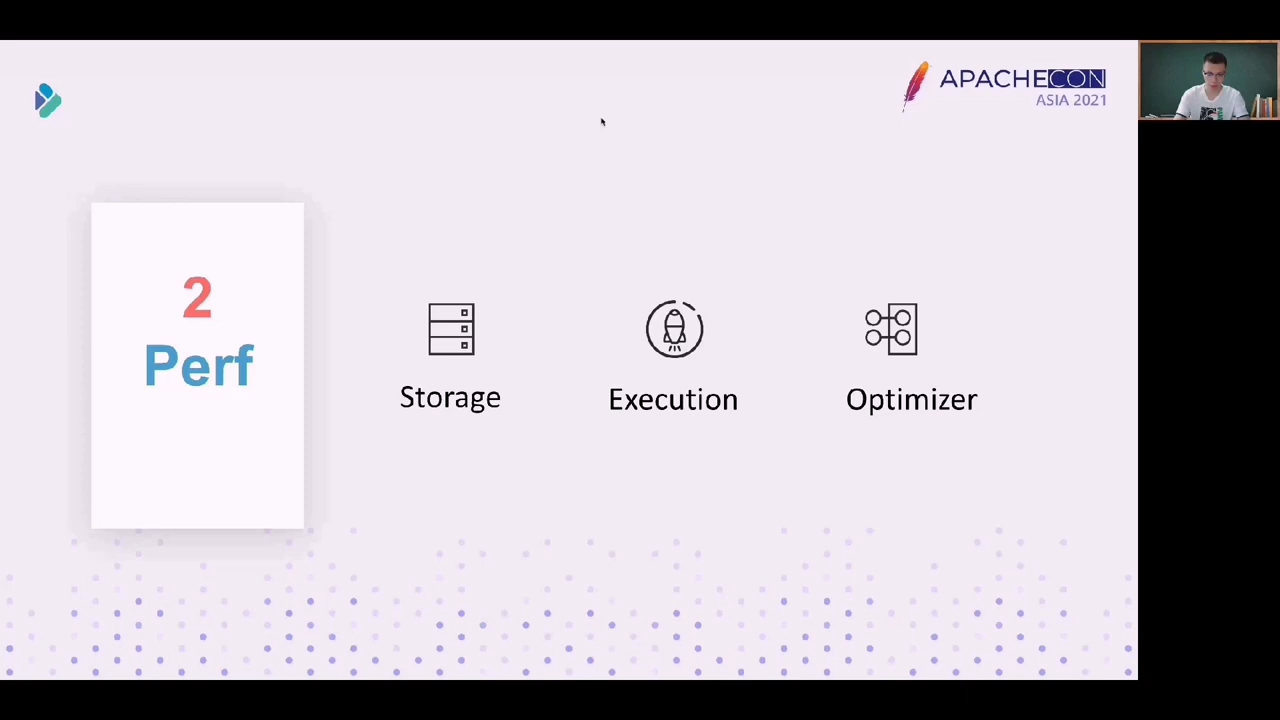 APACHECON
ASIA 2021
2
Perf
Storage
Execution
Optimizer